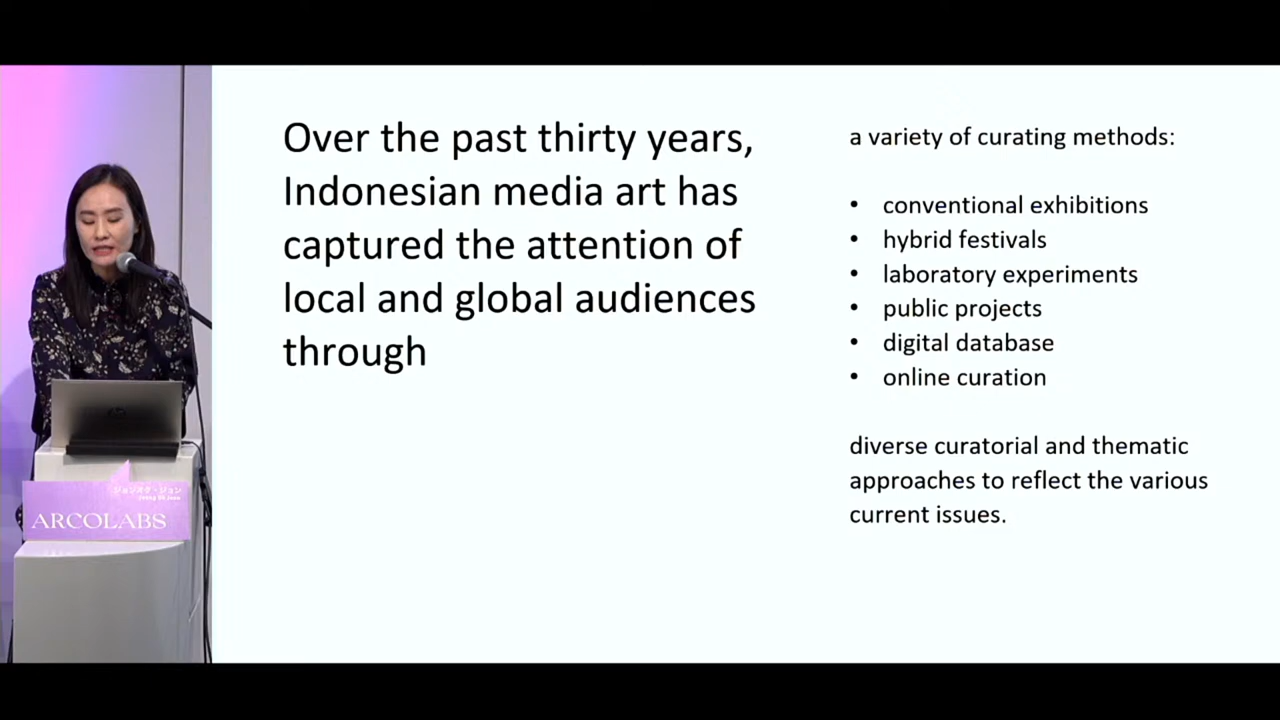 Over the past thirty years,
Indonesian media art has
captured the attention of
local and global audiences
through
a variety of curating methods:
• conventional exhibitions
• hybrid festivals
• laboratory experiments
• public projects
• digital database
• online curation
diverse curatorial and thematic
approaches to reflect the various
current issues.
ARCOLABS